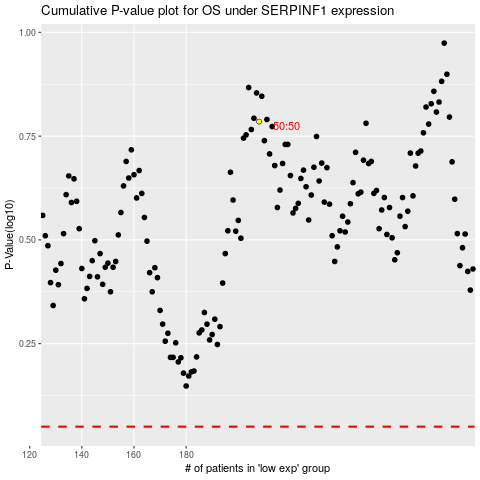 Cumulative P-value plot for OS under SERPINF1 expression
1.00
0.75
0.50
0.25
P-Value(log10)
50:50
120 140 160 180
# of patients in 'low exp' group